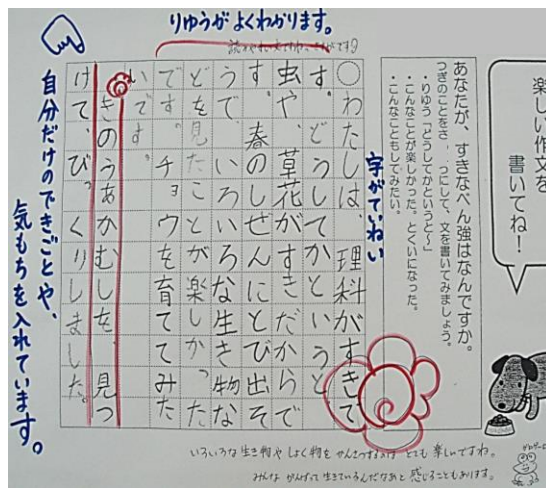 楽しい作文を
書いてね！
あなたが、すきなべん強はなんですか。
つぎのことをさ、つにして、文を書いてみましょう。
・りゆう「どうしてかというと～」
・こんなことが楽しかった。とくいになった。
・こんなこともしてみたい。
りゆうが よくわかります。
字がていねい
○わたしは、理科がすきで
す。どうしてかというと、
虫や、草花がすきだからで
す。春のしぜんにとび出そ
うで、いろいろな生き物な
どを見たことが楽しかった
です。チョウを育ててみた
いです。
きのうあかむしを、見つ
けて、びっくりしました。
自分だけのできごとや、
気もちを入れています。
いろいろな生き物やしょく物をかんさつするのは とても楽しいですね。
みんな かんがって生きているんだなあと 感じることもあります。